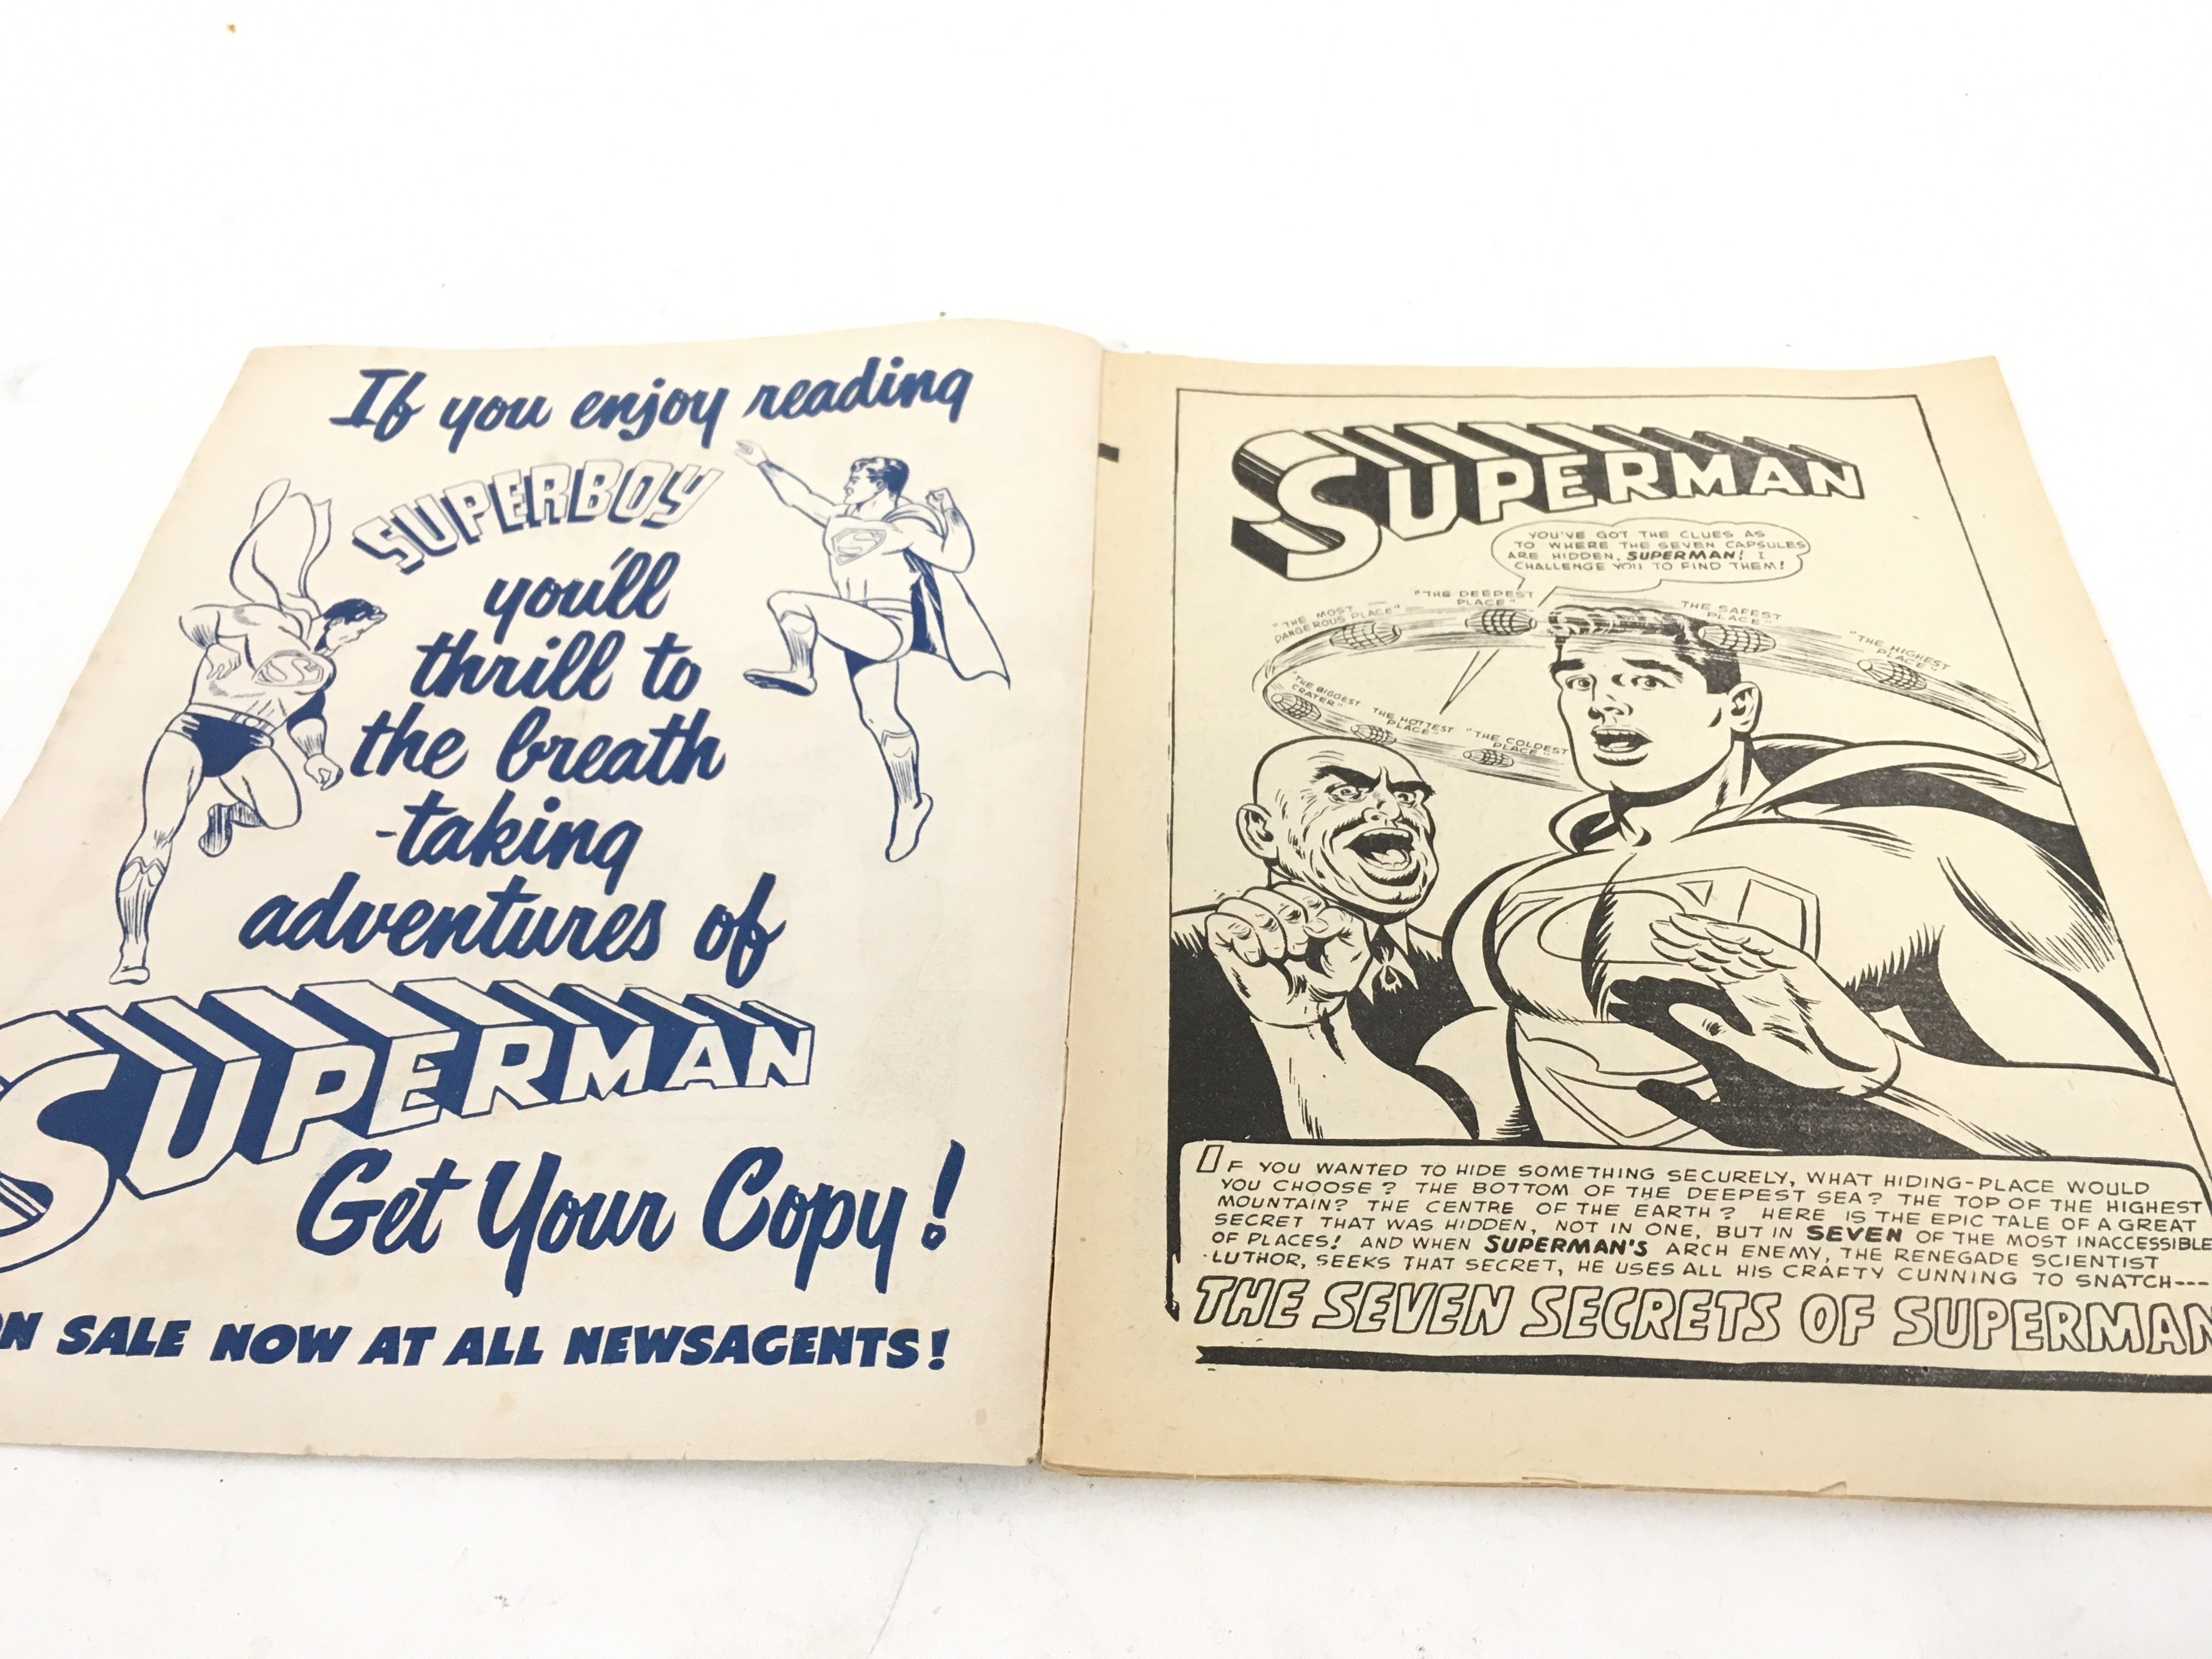 If you enjoy reading
SUPERBOY
you'll
thrill to
the breath
-taking
adventures of
SUPERMAN
Get Your Copy!
ON SALE NOW AT ALL NEWSAGENTS!
SUPERMAN
YOU'VE GOT THE CLUES AS
TO WHERE THE SEVEN CAPSULES
ARE HIDDEN, SUPERMAN! I
CHALLENGE YOU TO FIND THEM!
"THE MOST
DANGEROUS PLACE"
"THE DEEPEST
PLACE"
"THE SAFEST
PLACE"
"THE HIGHEST
PLACE"
"THE BIGGEST
CRATER"
"THE HOTTEST
PLACE"
"THE COLDEST
PLACE"
IF YOU WANTED TO HIDE SOMETHING SECURELY, WHAT HIDING-PLACE WOULD
YOU CHOOSE? THE BOTTOM OF THE DEEPEST SEA? THE TOP OF THE HIGHEST
MOUNTAIN? THE CENTRE OF THE EARTH? HERE IS THE EPIC TALE OF A GREAT
SECRET THAT WAS HIDDEN, NOT IN ONE, BUT IN SEVEN OF THE MOST INACCESSIBLE
OF PLACES! AND WHEN SUPERMAN'S ARCH ENEMY, THE RENEGADE SCIENTIST
LUTHOR, SEEKS THAT SECRET, HE USES ALL HIS CRAFTY CUNNING TO SNATCH---
THE SEVEN SECRETS OF SUPERMAN